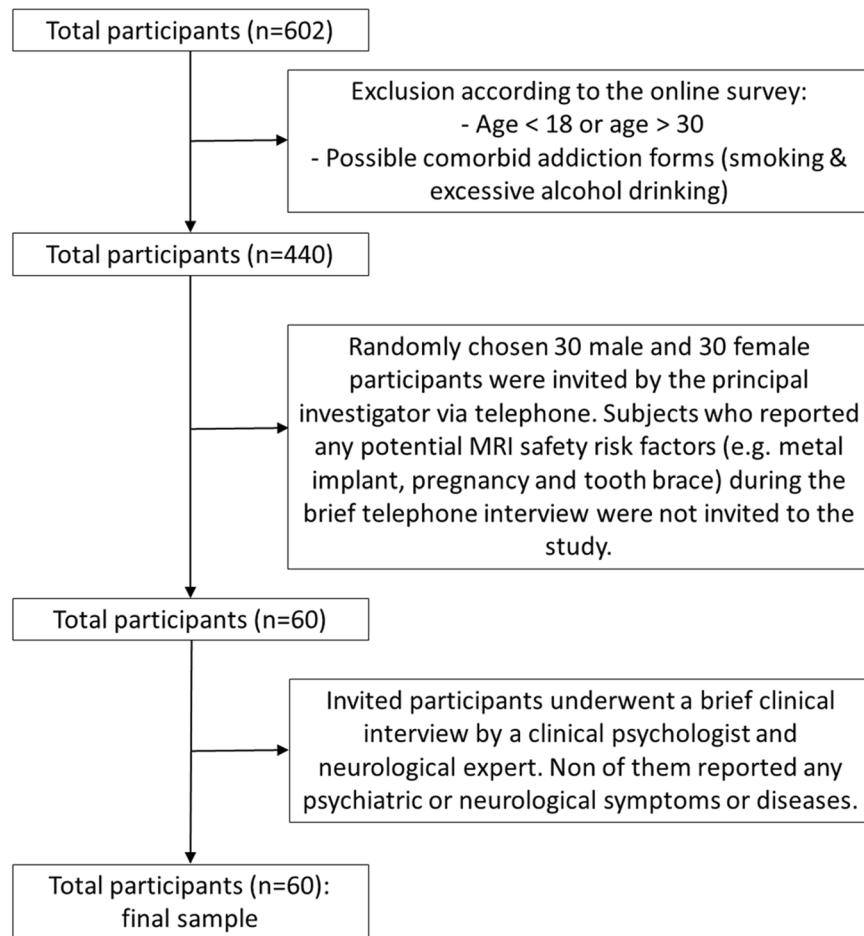 Total participants (n=602)
Exclusion according to the online survey:
- Age < 18 or age > 30
- Possible comorbid addiction forms (smoking &
excessive alcohol drinking)
Total participants (n=440)
Randomly chosen 30 male and 30 female
participants were invited by the principal
investigator via telephone. Subjects who reported
any potential MRI safety risk factors (e.g. metal
implant, pregnancy and tooth brace) during the
brief telephone interview were not invited to the
study.
Total participants (n=60)
Invited participants underwent a brief clinical
interview by a clinical psychologist and
neurological expert. Non of them reported any
psychiatric or neurological symptoms or diseases.
Total participants (n=60):
final sample